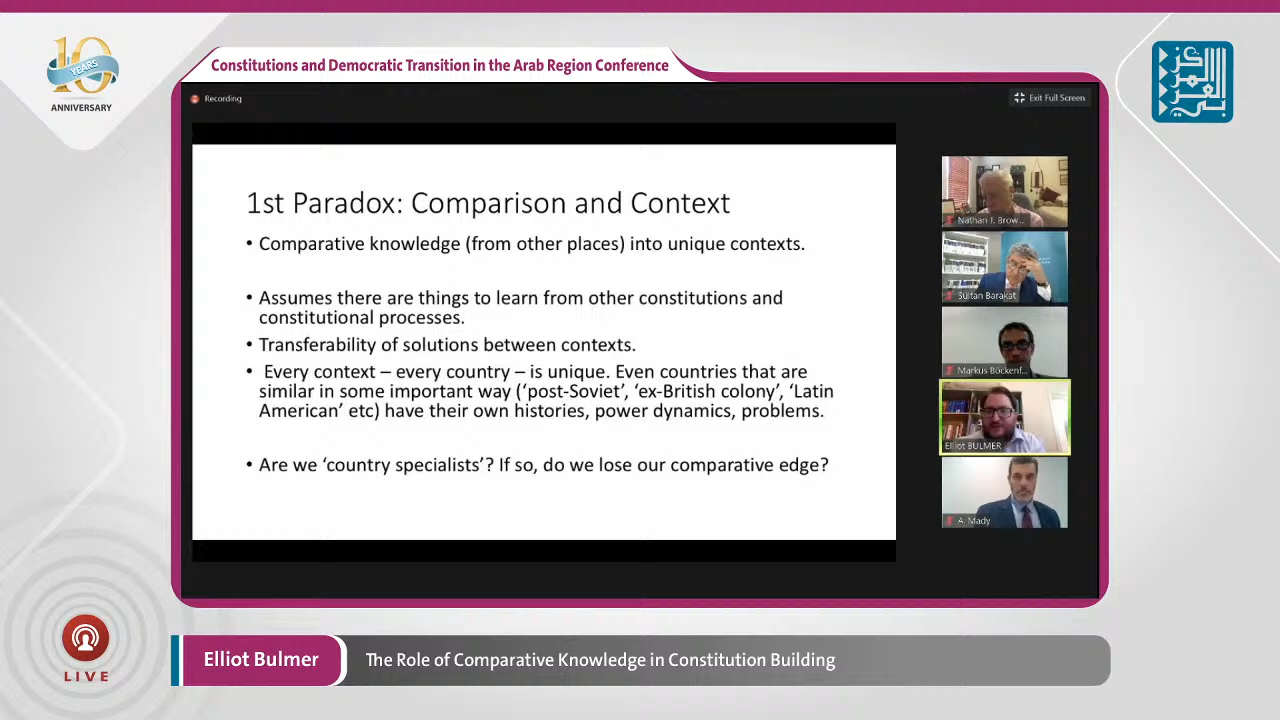 10
YEARS
ANNIVERSARY
Constitutions and Democratic Transition in the Arab Region Conference
المركز
العربي
Recording
Exit Full Screen
1st Paradox: Comparison and Context
• Comparative knowledge (from other places) into unique contexts.
• Assumes there are things to learn from other constitutions and
constitutional processes.
• Transferability of solutions between contexts.
• Every context – every country – is unique. Even countries that are
similar in some important way (‘post-Soviet’, ‘ex-British colony’, ‘Latin
American’ etc) have their own histories, power dynamics, problems.
• Are we ‘country specialists’? If so, do we lose our comparative edge?
Nathan J. Brow...
Sultan Barakat
Markus Böckenf...
Elliot BULMER
A. Mady
LIVE
Elliot Bulmer
The Role of Comparative Knowledge in Constitution Building